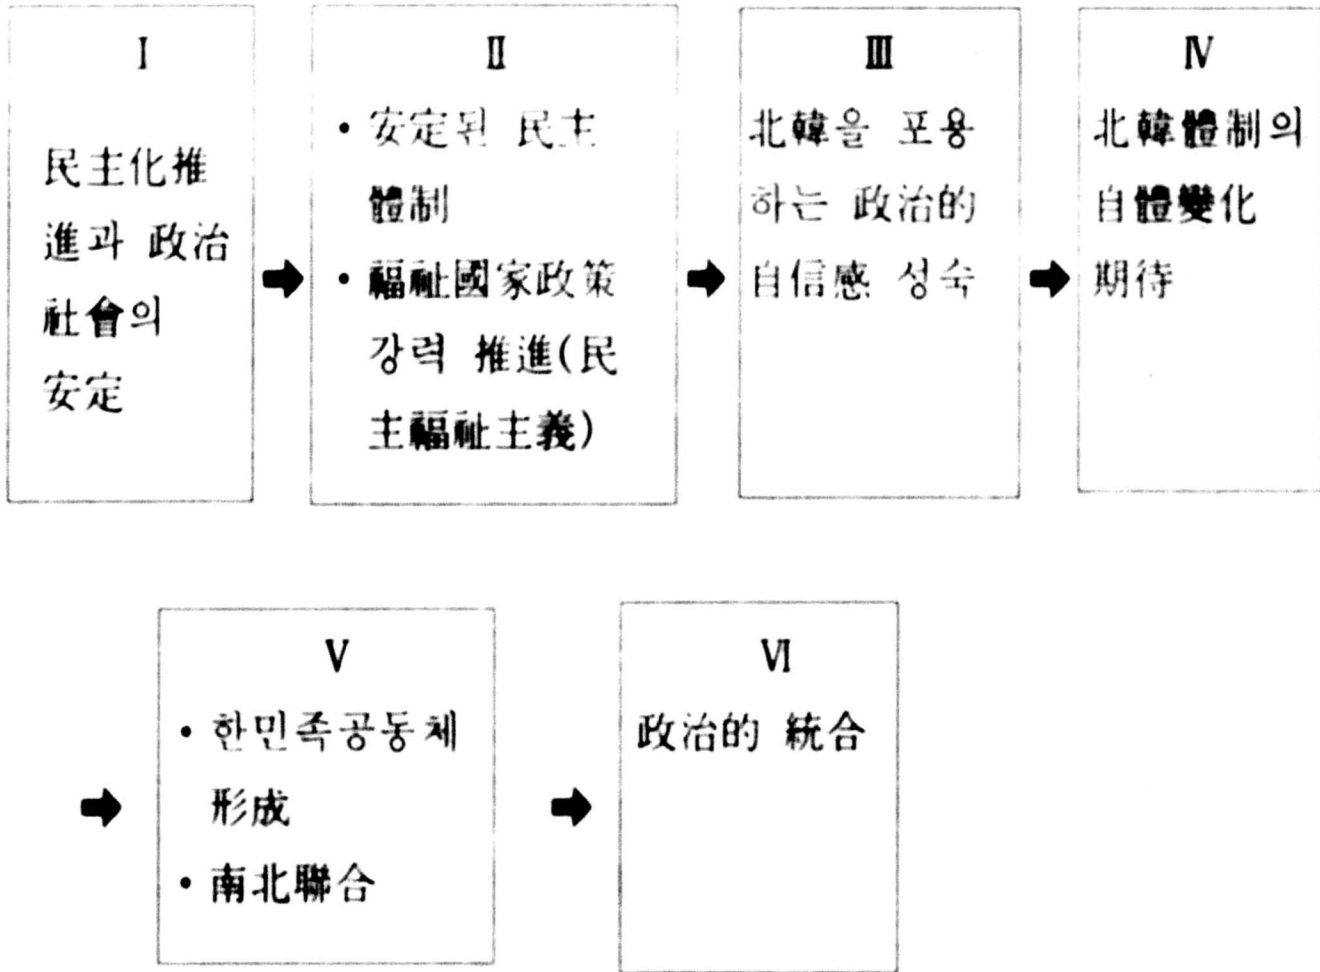 Ⅰ
民主化推
進과 政治
社會의
安定
Ⅱ
• 安定된 民主
體制
• 福祉國家政策
강력 推進(民
主福祉主義)
Ⅲ
北韓을 포용
하는 政治的
自信感 성숙
Ⅳ
北韓體制의
自體變化
期待
Ⅴ
• 한민족공동체
形成
• 南北聯合
Ⅵ
政治的 統合